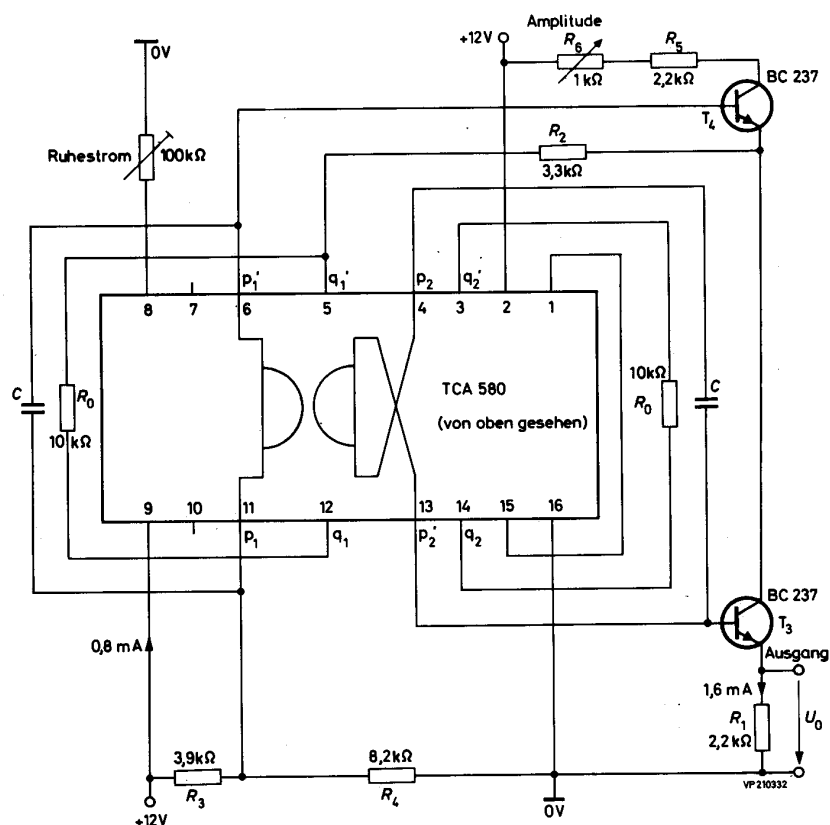 Amplitude
+12V
R6
R5
0V
1kΩ
2,2kΩ
BC 237
T4
R2
Ruhestrom
100kΩ
3,3kΩ
p1'
q1'
p2
q2'
8
7
6
5
4
3
2
1
C
R0
10 kΩ
TCA 580
(von oben gesehen)
10kΩ
R0
C
9
10
11
12
13
14
15
16
p1
q1
p2'
q2
BC 237
T3
Ausgang
0,8 mA
1,6 mA
R1
2,2kΩ
U0
3,9kΩ
8,2kΩ
R3
R4
VP210332
+12V
0V